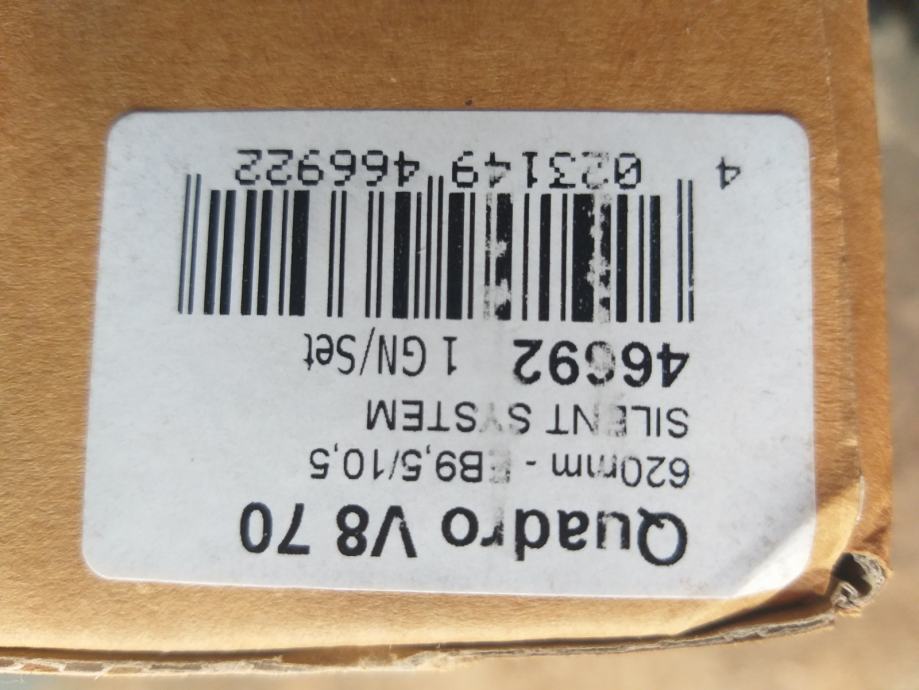 Quadro V8 70
620mm - EB9,5/10,5
SILENT SYSTEM
46692 1 GN/Set
4 023149 466922